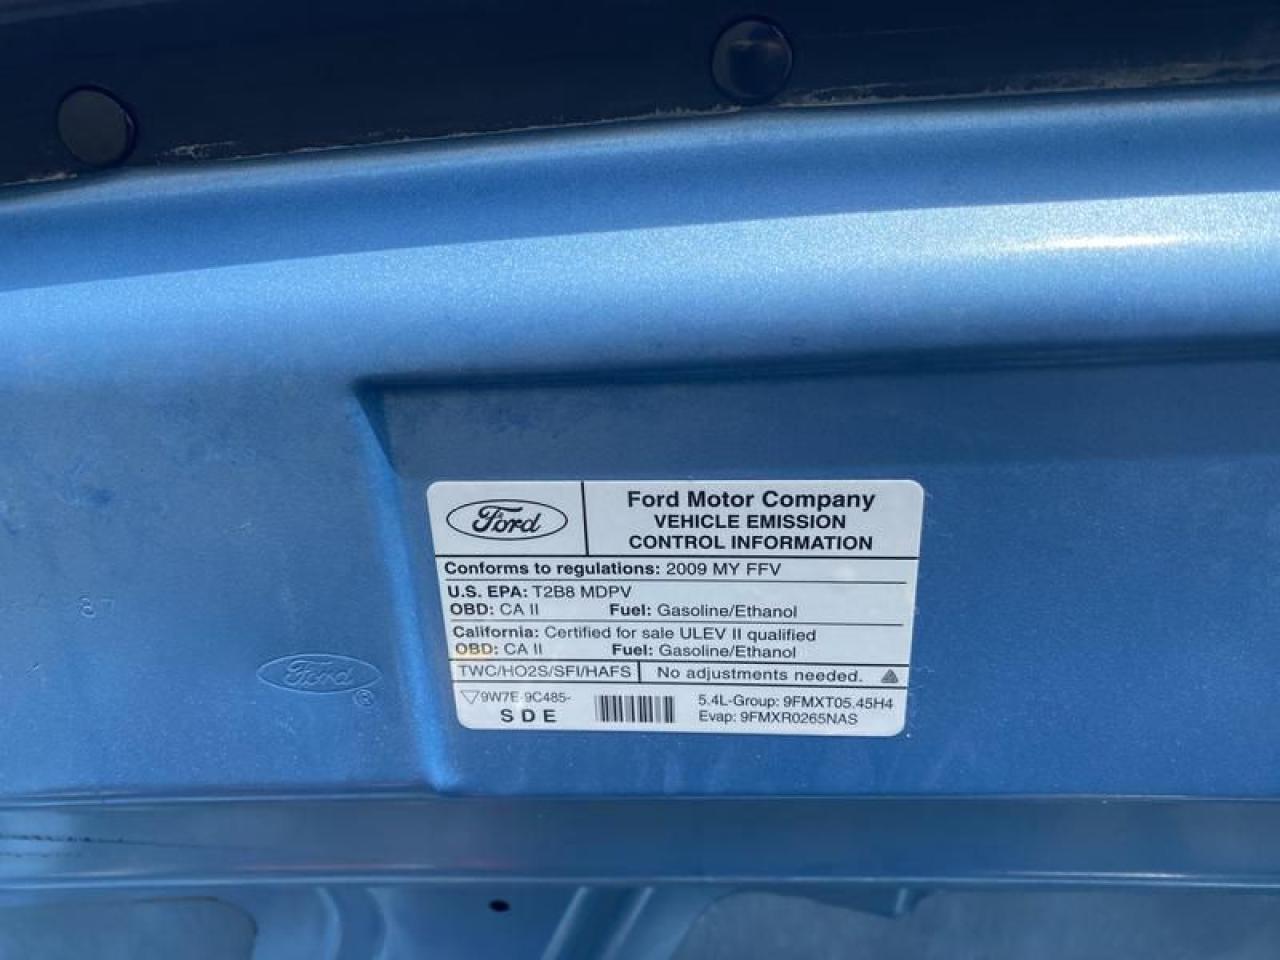 Ford
Ford Motor Company
VEHICLE EMISSION
CONTROL INFORMATION
Conforms to regulations: 2009 MY FFV
U.S. EPA: T2B8 MDPV
OBD: CA II Fuel: Gasoline/Ethanol
California: Certified for sale ULEV II qualified
OBD: CA II Fuel: Gasoline/Ethanol
TWC/HO2S/SFI/HAFS No adjustments needed.
9W7E-9C485-
SDE
5.4L-Group: 9FMXT05.45H4
Evap: 9FMXR0265NAS
87
Ford ®